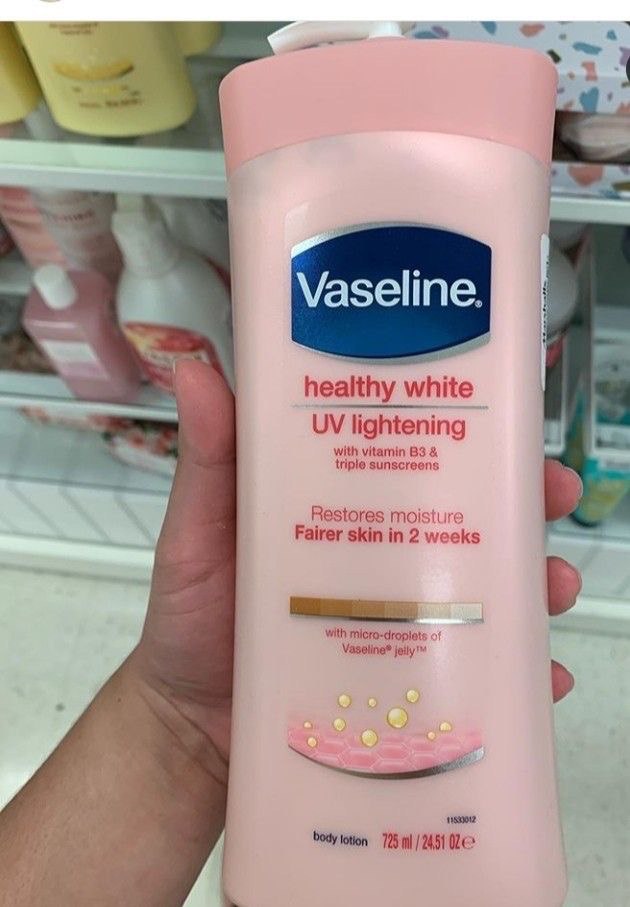 Vaseline®
healthy white
UV lightening
with vitamin B3 &
triple sunscreens
Restores moisture
Fairer skin in 2 weeks
with micro-droplets of
Vaseline® jelly™
11533012
body lotion 725 ml / 24.51 OZ ℮